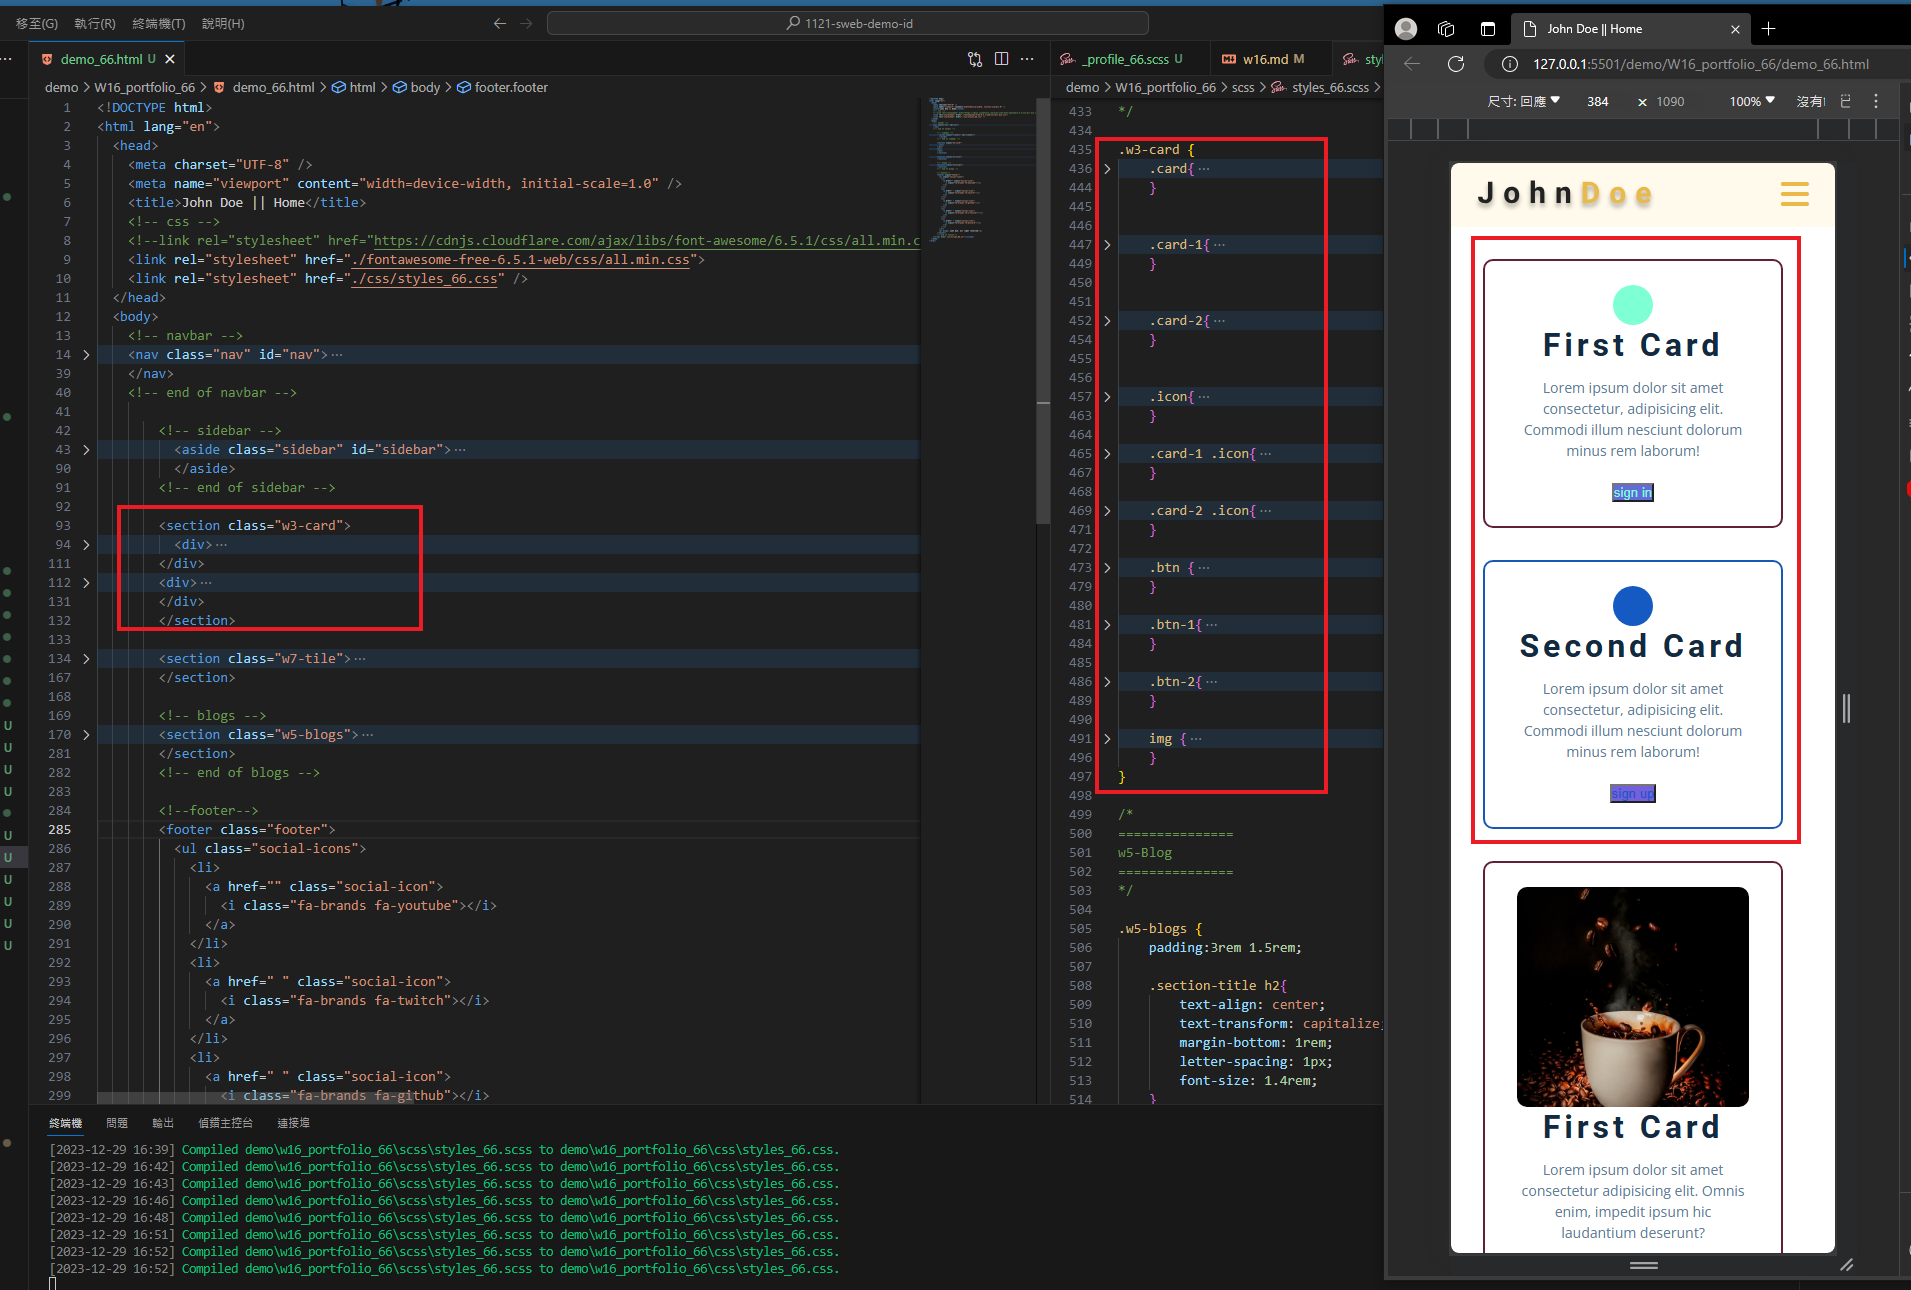 移至(G) 執行(R) 終端機(T) 說明(H)
1121-sweb-demo-id
demo_66.html U
demo > W16_portfolio_66 > demo_66.html > html > body > footer.footer
1 <!DOCTYPE html>
2 <html lang="en">
3 <head>
4 <meta charset="UTF-8" />
5 <meta name="viewport" content="width=device-width, initial-scale=1.0" />
6 <title>John Doe || Home</title>
7 <!-- css -->
8 <!--link rel="stylesheet" href="https://cdnjs.cloudflare.com/ajax/libs/font-awesome/6.5.1/css/all.min.c
9 <link rel="stylesheet" href="./fontawesome-free-6.5.1-web/css/all.min.css">
10 <link rel="stylesheet" href="./css/styles_66.css" />
11 </head>
12 <body>
13 <!-- navbar -->
14 <nav class="nav" id="nav">···
39 </nav>
40 <!-- end of navbar -->
41
42 <!-- sidebar -->
43 <aside class="sidebar" id="sidebar">···
90 </aside>
91 <!-- end of sidebar -->
92
93 <section class="w3-card">
94 <div>···
111 </div>
112 <div>···
131 </div>
132 </section>
133
134 <section class="w7-tile">···
167 </section>
168
169 <!-- blogs -->
170 <section class="w5-blogs">···
281 </section>
282 <!-- end of blogs -->
283
284 <!--footer-->
285 <footer class="footer">
286 <ul class="social-icons">
287 <li>
288 <a href="" class="social-icon">
289 <i class="fa-brands fa-youtube"></i>
290 </a>
291 </li>
292 <li>
293 <a href=" " class="social-icon">
294 <i class="fa-brands fa-twitch"></i>
295 </a>
296 </li>
297 <li>
298 <a href=" " class="social-icon">
299 <i class="fa-brands fa-github"></i>
_profile_66.scss U w16.md M
demo > W16_portfolio_66 > scss > styles_66.scss >
433 */
434
435 .w3-card {
436 .card{···
444 }
445
446
447 .card-1{···
449 }
450
451
452 .card-2{···
454 }
455
456
457 .icon{···
463 }
464
465 .card-1 .icon{···
467 }
468
469 .card-2 .icon{···
471 }
472
473 .btn {···
479 }
480
481 .btn-1{···
484 }
485
486 .btn-2{···
489 }
490
491 img {···
496 }
497 }
498
499 /*
500 ===============
501 w5-Blog
502 ===============
503 */
504
505 .w5-blogs {
506 padding:3rem 1.5rem;
507
508 .section-title h2{
509 text-align: center;
510 text-transform: capitalize;
511 margin-bottom: 1rem;
512 letter-spacing: 1px;
513 font-size: 1.4rem;
514 }
終端機 問題 輸出 偵錯主控台 連接埠
[2023-12-29 16:39] Compiled demo\w16_portfolio_66\scss\styles_66.scss to demo\w16_portfolio_66\css\styles_66.css.
[2023-12-29 16:42] Compiled demo\w16_portfolio_66\scss\styles_66.scss to demo\w16_portfolio_66\css\styles_66.css.
[2023-12-29 16:43] Compiled demo\w16_portfolio_66\scss\styles_66.scss to demo\w16_portfolio_66\css\styles_66.css.
[2023-12-29 16:46] Compiled demo\w16_portfolio_66\scss\styles_66.scss to demo\w16_portfolio_66\css\styles_66.css.
[2023-12-29 16:48] Compiled demo\w16_portfolio_66\scss\styles_66.scss to demo\w16_portfolio_66\css\styles_66.css.
[2023-12-29 16:51] Compiled demo\w16_portfolio_66\scss\styles_66.scss to demo\w16_portfolio_66\css\styles_66.css.
[2023-12-29 16:52] Compiled demo\w16_portfolio_66\scss\styles_66.scss to demo\w16_portfolio_66\css\styles_66.css.
[2023-12-29 16:52] Compiled demo\w16_portfolio_66\scss\styles_66.scss to demo\w16_portfolio_66\css\styles_66.css.
John Doe || Home
127.0.0.1:5501/demo/W16_portfolio_66/demo_66.html
尺寸: 回應 384 × 1090 100% 沒有
JohnDoe
First Card
Lorem ipsum dolor sit amet
consectetur, adipisicing elit.
Commodi illum nesciunt dolorum
minus rem laborum!
sign in
Second Card
Lorem ipsum dolor sit amet
consectetur, adipisicing elit.
Commodi illum nesciunt dolorum
minus rem laborum!
sign up
First Card
Lorem ipsum dolor sit amet
consectetur adipisicing elit. Omnis
enim, impedit ipsum hic
laudantium deserunt?